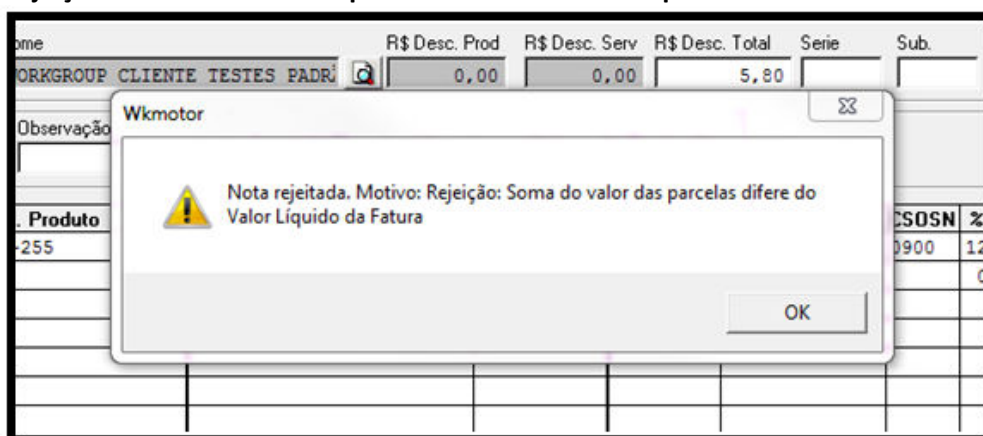 ome R$ Desc. Prod R$ Desc. Serv R$ Desc. Total Serie Sub.
ORKGROUP CLIENTE TESTES PADR 0,00 0,00 5,80
Observação
Wkmotor
Nota rejeitada. Motivo: Rejeição: Soma do valor das parcelas difere do
Valor Líquido da Fatura
. Produto CSOSN %
-255 0900 12
OK